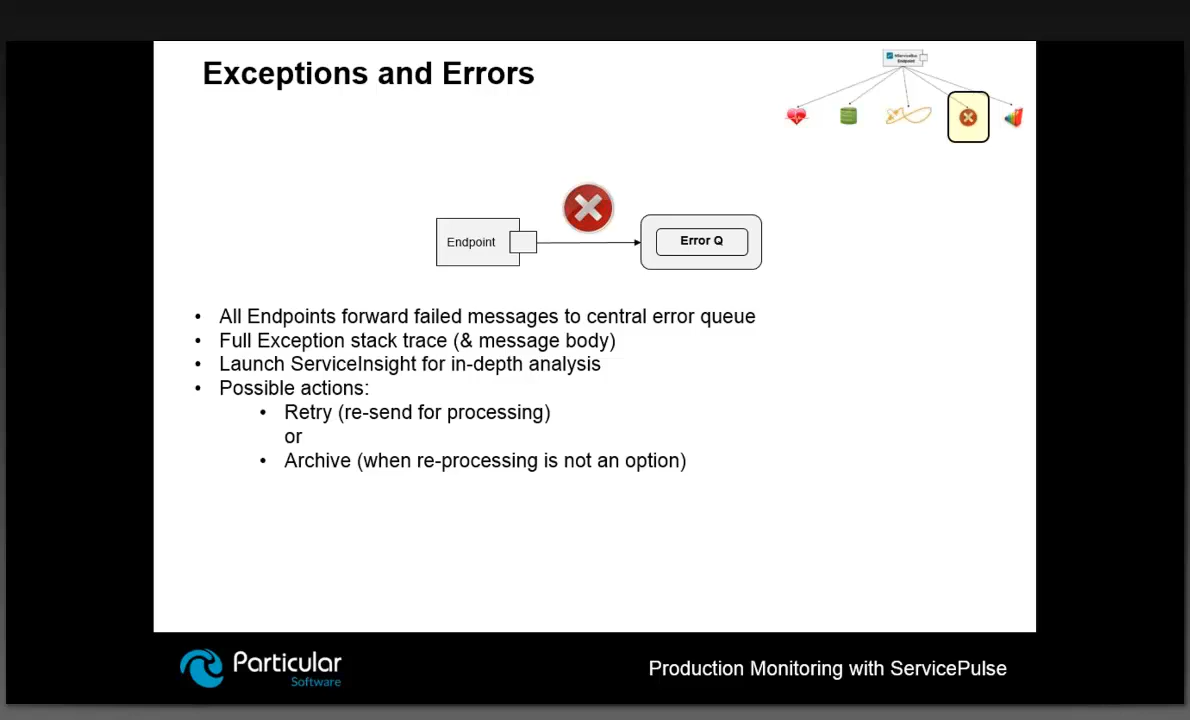 Exceptions and Errors
NServiceBus
Endpoint
Endpoint
Error Q
• All Endpoints forward failed messages to central error queue
• Full Exception stack trace (& message body)
• Launch ServiceInsight for in-depth analysis
• Possible actions:
• Retry (re-send for processing)
or
• Archive (when re-processing is not an option)
Particular
Software
Production Monitoring with ServicePulse